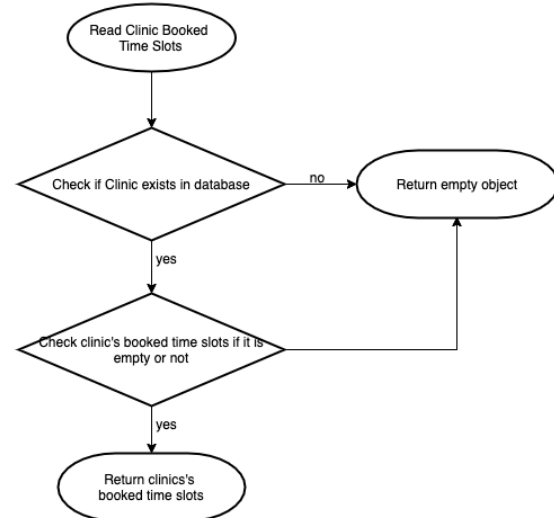 Read Clinic Booked
Time Slots
Check if Clinic exists in database
no
Return empty object
yes
Check clinic's booked time slots if it is
empty or not
yes
Return clinics's
booked time slots